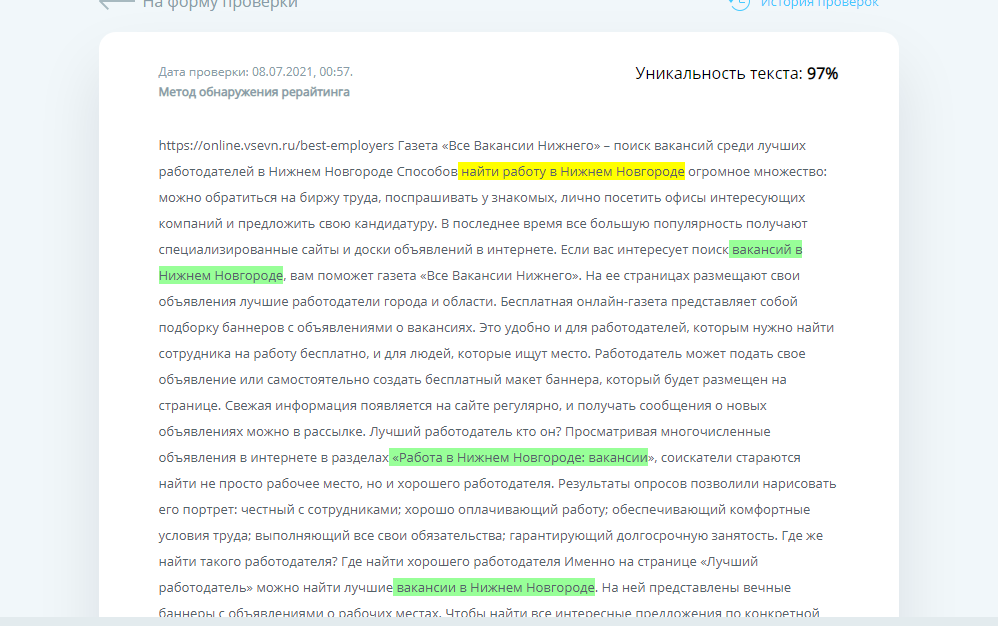 На форму проверки
История проверок
Дата проверки: 08.07.2021, 00:57.
Уникальность текста: 97%
Метод обнаружения рерайтинга
https://online.vsevn.ru/best-employers Газета «Все Вакансии Нижнего» – поиск вакансий среди лучших
работодателей в Нижнем Новгороде Способов найти работу в Нижнем Новгороде огромное множество:
можно обратиться на биржу труда, поспрашивать у знакомых, лично посетить офисы интересующих
компаний и предложить свою кандидатуру. В последнее время все большую популярность получают
специализированные сайты и доски объявлений в интернете. Если вас интересует поиск вакансий в
Нижнем Новгороде, вам поможет газета «Все Вакансии Нижнего». На ее страницах размещают свои
объявления лучшие работодатели города и области. Бесплатная онлайн-газета представляет собой
подборку баннеров с объявлениями о вакансиях. Это удобно и для работодателей, которым нужно найти
сотрудника на работу бесплатно, и для людей, которые ищут место. Работодатель может подать свое
объявление или самостоятельно создать бесплатный макет баннера, который будет размещен на
странице. Свежая информация появляется на сайте регулярно, и получать сообщения о новых
объявлениях можно в рассылке. Лучший работодатель кто он? Просматривая многочисленные
объявления в интернете в разделах «Работа в Нижнем Новгороде: вакансии», соискатели стараются
найти не просто рабочее место, но и хорошего работодателя. Результаты опросов позволили нарисовать
его портрет: честный с сотрудниками; хорошо оплачивающий работу; обеспечивающий комфортные
условия труда; выполняющий все свои обязательства; гарантирующий долгосрочную занятость. Где же
найти такого работодателя? Где найти хорошего работодателя Именно на странице «Лучший
работодатель» можно найти лучшие вакансии в Нижнем Новгороде. На ней представлены вечные
баннеры с объявлениями о рабочих местах. Чтобы найти все интересные предложения по конкретной